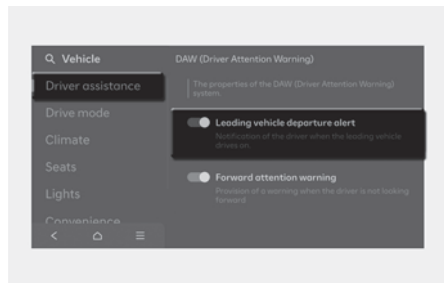 Vehicle
Driver assistance
Drive mode
Climate
Seats
Lights
Convenience
DAW (Driver Attention Warning)
The properties of the DAW (Driver Attention Warning)
system.
Leading vehicle departure alert
Notification of the driver when the leading vehicle
drives on.
Forward attention warning
Provision of a warning when the driver is not looking
forward